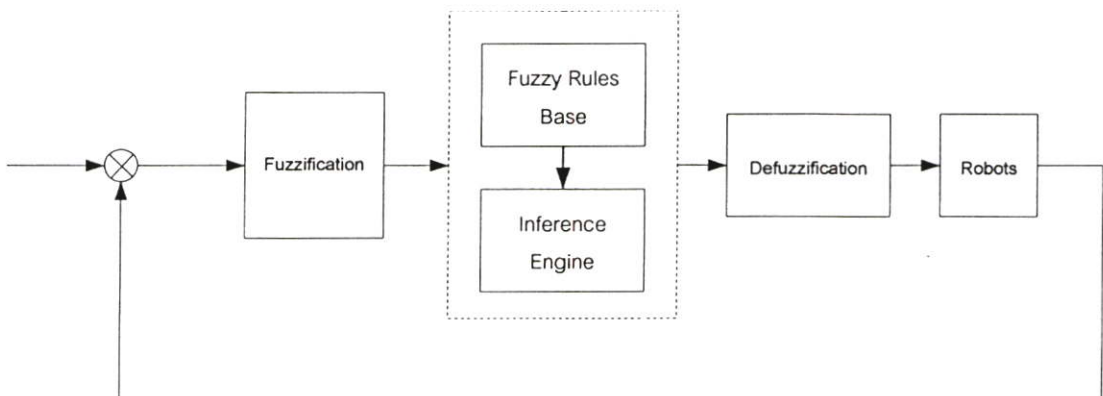 Fuzzification
Fuzzy Rules
Base
Inference
Engine
Defuzzification
Robots